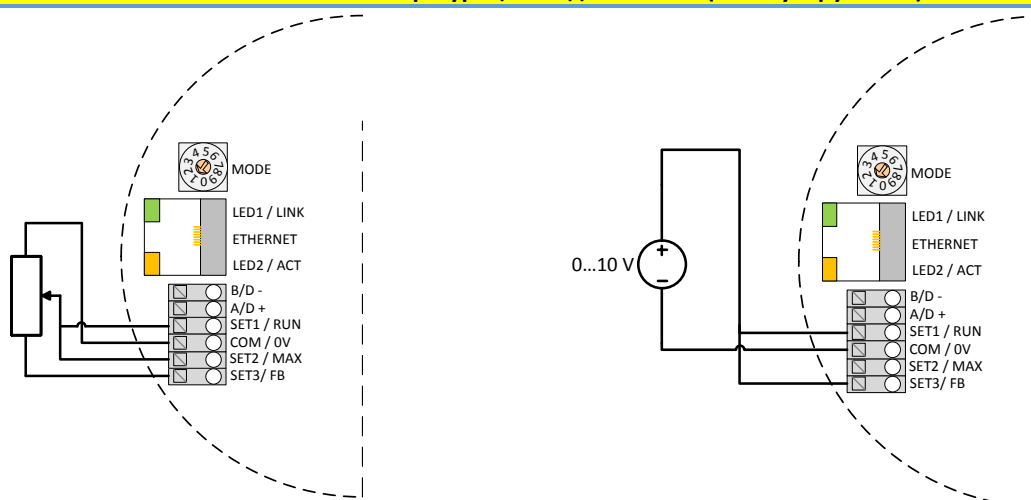 MODE
LED1 / LINK
ETHERNET
LED2 / ACT
B/D -
A/D +
SET1 / RUN
COM / 0V
SET2 / MAX
SET3/ FB
0...10 V
+
–
MODE
LED1 / LINK
ETHERNET
LED2 / ACT
B/D -
A/D +
SET1 / RUN
COM / 0V
SET2 / MAX
SET3/ FB